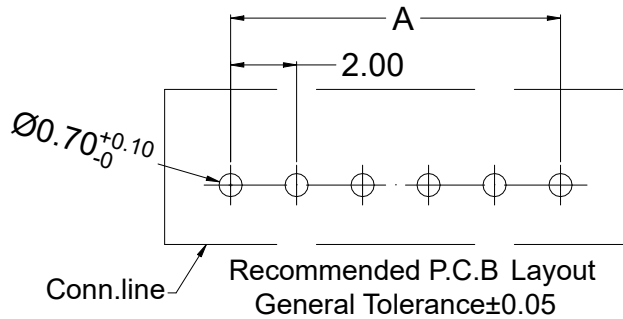 A
2.00
Ø0.70 +0.10 -0
Conn.line
Recommended P.C.B Layout
General Tolerance±0.05